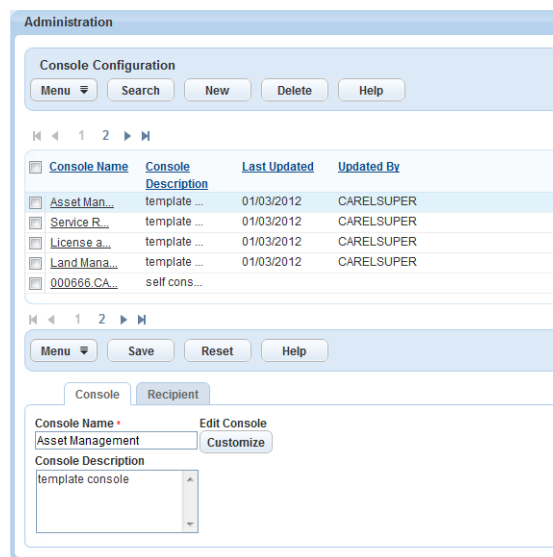 Administration
Console Configuration
Menu Search New Delete Help
1 2
Console Name Console Description Last Updated Updated By
Asset Man... template ... 01/03/2012 CARELSUPER
Service R... template ... 01/03/2012 CARELSUPER
License a... template ... 01/03/2012 CARELSUPER
Land Mana... template ... 01/03/2012 CARELSUPER
000666.CA... self cons...
1 2
Menu Save Reset Help
Console Recipient
Console Name * Edit Console
Asset Management Customize
Console Description
template console